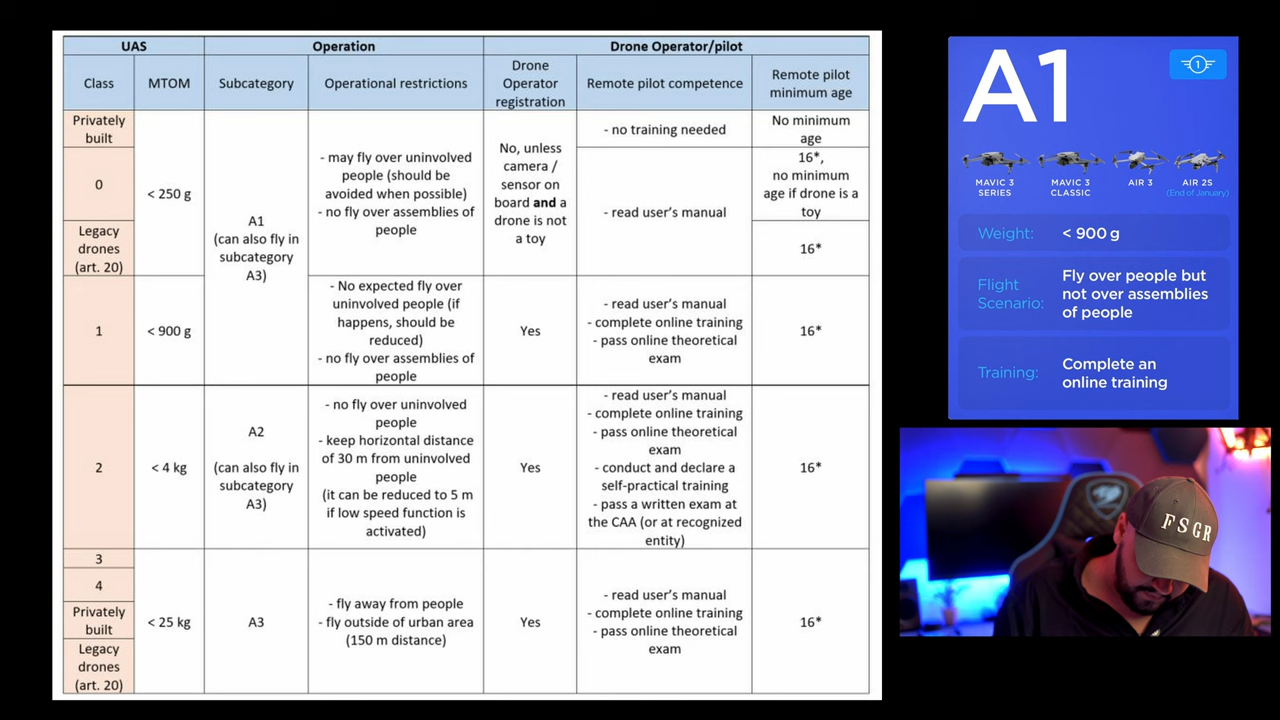 UAS
Operation
Drone Operator/pilot
Class
MTOM
Subcategory
Operational restrictions
Drone
Operator
registration
Remote pilot competence
Remote pilot
minimum age
Privately
built
< 250 g
A1
(can also fly in
subcategory
A3)
- may fly over uninvolved
people (should be
avoided when possible)
- no fly over assemblies of
people
No, unless
camera /
sensor on
board and a
drone is not
a toy
- no training needed
No minimum
age
0
- read user's manual
16*,
no minimum
age if drone is a
toy
Legacy
drones
(art. 20)
16*
1
< 900 g
- No expected fly over
uninvolved people (if
happens, should be
reduced)
- no fly over assemblies of
people
Yes
- read user's manual
- complete online training
- pass online theoretical
exam
16*
2
< 4 kg
A2
(can also fly in
subcategory
A3)
- no fly over uninvolved
people
- keep horizontal distance
of 30 m from uninvolved
people
(it can be reduced to 5 m
if low speed function is
activated)
Yes
- read user's manual
- complete online training
- pass online theoretical
exam
- conduct and declare a
self-practical training
- pass a written exam at
the CAA (or at recognized
entity)
16*
3
4
Privately
built
Legacy
drones
(art. 20)
< 25 kg
A3
- fly away from people
- fly outside of urban area
(150 m distance)
Yes
- read user's manual
- complete online training
- pass online theoretical
exam
16*
A1
1
MAVIC 3
SERIES
MAVIC 3
CLASSIC
AIR 3
AIR 2S
(End of January)
Weight:
< 900 g
Flight
Scenario:
Fly over people but
not over assemblies
of people
Training:
Complete an
online training
FSGR